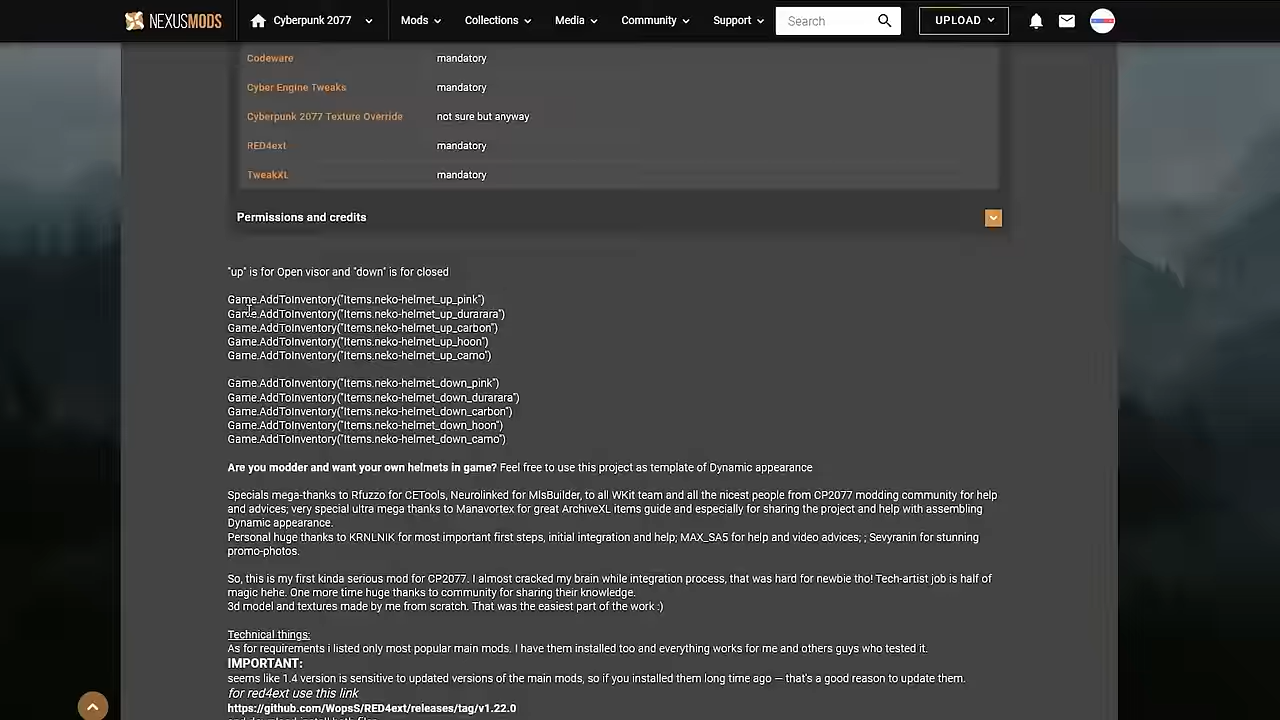 NEXUSMODS
Cyberpunk 2077
Mods
Collections
Media
Community
Support
Search
UPLOAD
Codeware mandatory
Cyber Engine Tweaks mandatory
Cyberpunk 2077 Texture Override not sure but anyway
RED4ext mandatory
TweakXL mandatory
Permissions and credits
"up" is for Open visor and "down" is for closed
Game.AddToInventory("Items.neko-helmet_up_pink")
Game.AddToInventory("Items.neko-helmet_up_durarara")
Game.AddToInventory("Items.neko-helmet_up_carbon")
Game.AddToInventory("Items.neko-helmet_up_hoon")
Game.AddToInventory("Items.neko-helmet_up_camo")
Game.AddToInventory("Items.neko-helmet_down_pink")
Game.AddToInventory("Items.neko-helmet_down_durarara")
Game.AddToInventory("Items.neko-helmet_down_carbon")
Game.AddToInventory("Items.neko-helmet_down_hoon")
Game.AddToInventory("Items.neko-helmet_down_camo")
Are you modder and want your own helmets in game? Feel free to use this project as template of Dynamic appearance
Specials mega-thanks to Rfuzzo for CETools, Neurolinked for MlsBuilder, to all WKit team and all the nicest people from CP2077 modding community for help
and advices; very special ultra mega thanks to Manavortex for great ArchiveXL items guide and especially for sharing the project and help with assembling
Dynamic appearance.
Personal huge thanks to KRNLNIK for most important first steps, initial integration and help; MAX_SA5 for help and video advices; ; Sevyranin for stunning
promo-photos.
So, this is my first kinda serious mod for CP2077. I almost cracked my brain while integration process, that was hard for newbie tho! Tech-artist job is half of
magic hehe. One more time huge thanks to community for sharing their knowledge.
3d model and textures made by me from scratch. That was the easiest part of the work :)
Technical things:
As for requirements i listed only most popular main mods. I have them installed too and everything works for me and others guys who tested it.
IMPORTANT:
seems like 1.4 version is sensitive to updated versions of the main mods, so if you installed them long time ago — that's a good reason to update them.
for red4ext use this link
https://github.com/WopsS/RED4ext/releases/tag/v1.22.0